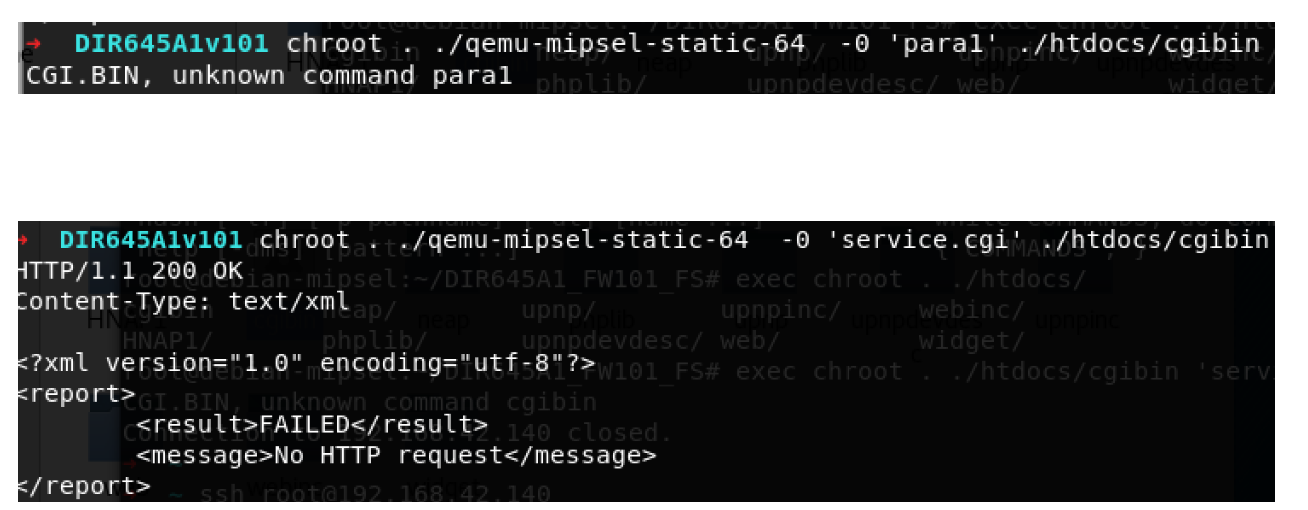 ➜ DIR645A1v101 chroot . ./qemu-mipsel-static-64 -0 'para1' ./htdocs/cgibin
CGI.BIN, unknown command para1
➜ DIR645A1v101 chroot . ./qemu-mipsel-static-64 -0 'service.cgi' ./htdocs/cgibin
HTTP/1.1 200 OK
Content-Type: text/xml
<?xml version="1.0" encoding="utf-8"?>
<report>
<result>FAILED</result>
<message>No HTTP request</message>
</report>